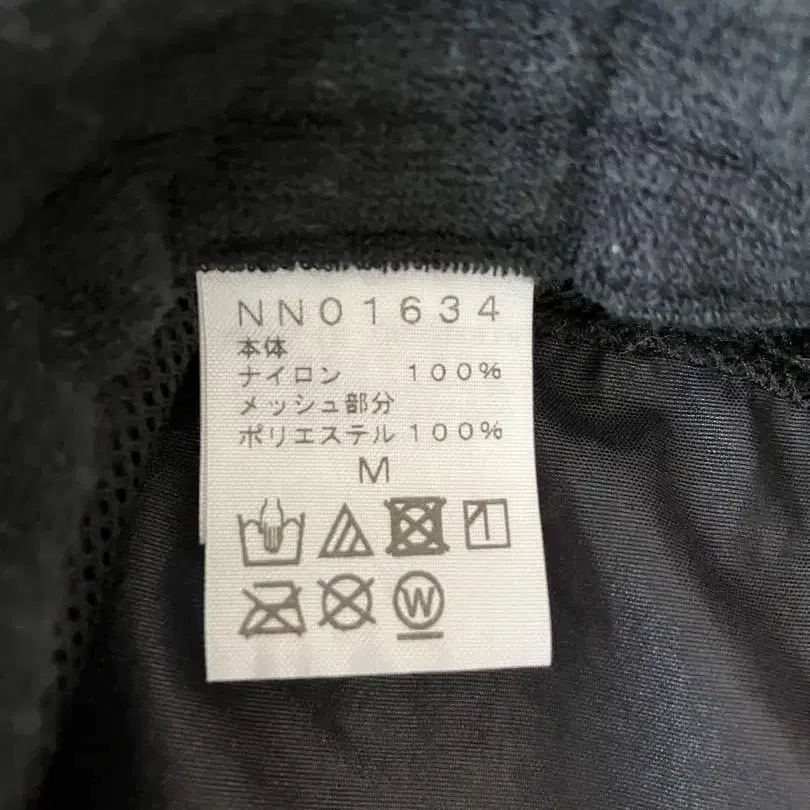 NN01634
本体
ナイロン 100%
メッシュ部分
ポリエステル 100%
M
W